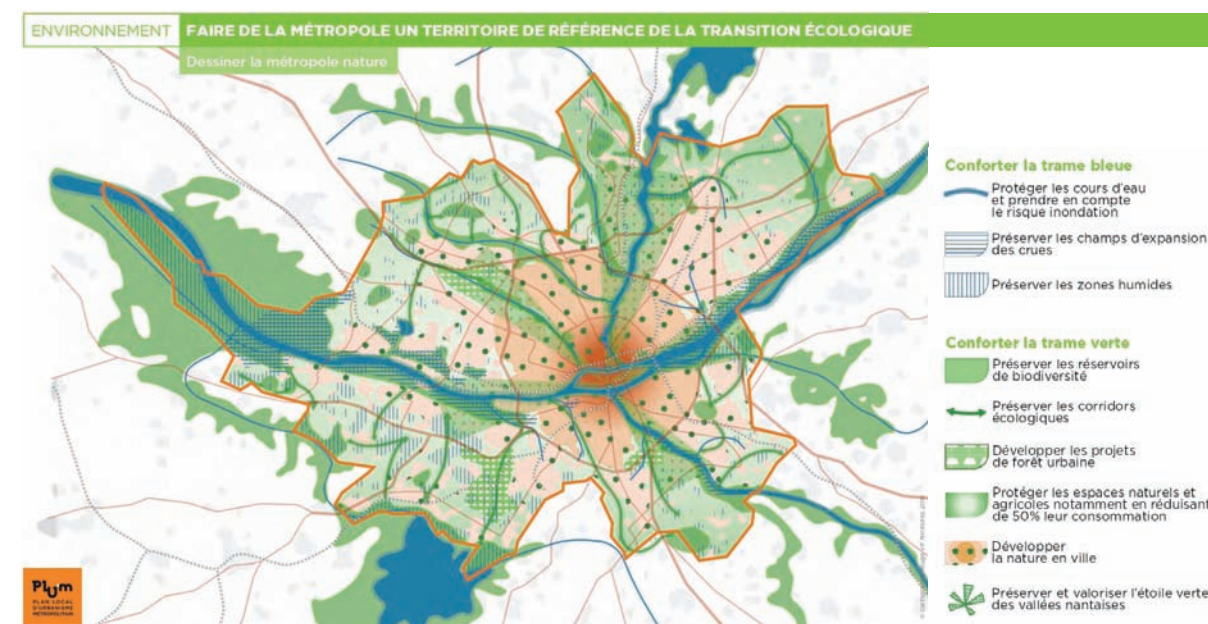 ENVIRONNEMENT
FAIRE DE LA MÉTROPOLE UN TERRITOIRE DE RÉFÉRENCE DE LA TRANSITION ÉCOLOGIQUE
Dessiner la métropole nature
Conforter la trame bleue
Protéger les cours d'eau
et prendre en compte
le risque inondation
Préserver les champs d'expansion
des crues
Préserver les zones humides
Conforter la trame verte
Préserver les réservoirs
de biodiversité
Préserver les corridors
écologiques
Développer les projets
de forêt urbaine
Protéger les espaces naturels et
agricoles notamment en réduisant
de 50% leur consommation
Développer
la nature en ville
Préserver et valoriser l'étoile verte
des vallées nantaises
PLUm
PLAN LOCAL
D'URBANISME
MÉTROPOLITAIN